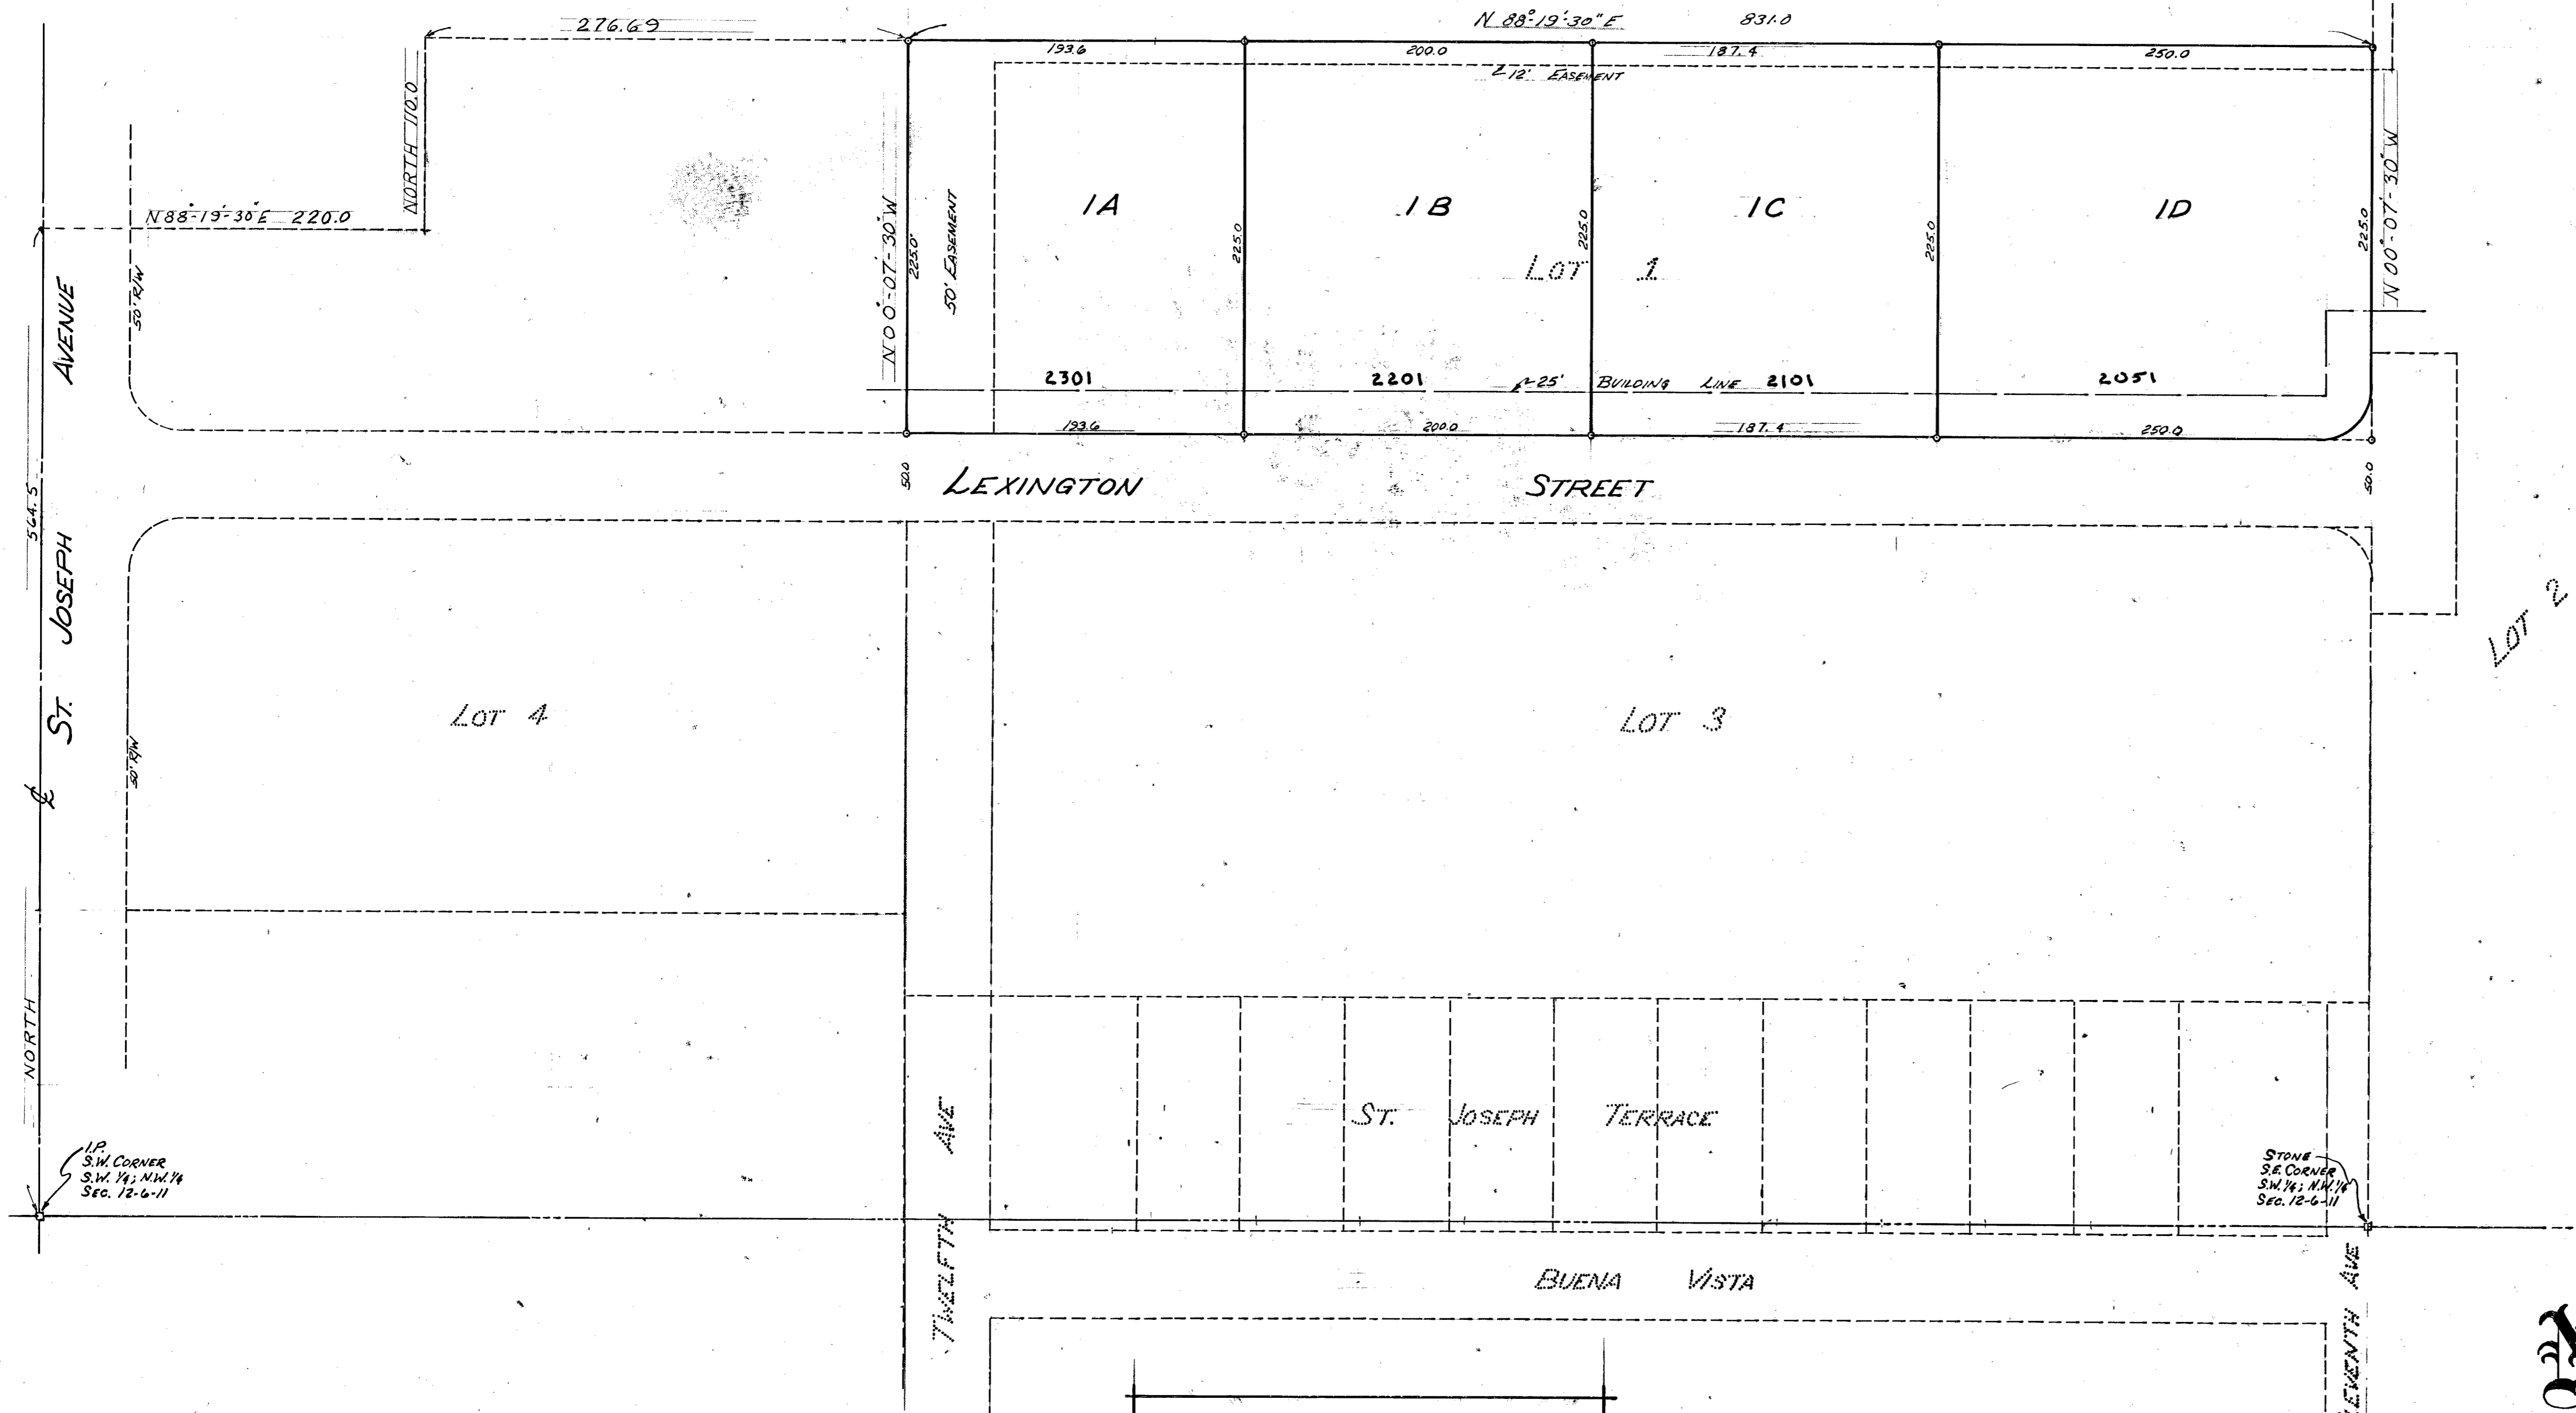 276.69
N 88°-19'-30" E 831.0
193.6
200.0
187.4
250.0
12' EASEMENT
NORTH 110.0
N 88°-19'-30" E 220.0
50' R/W
N 00°-07'-30" W
225.0'
50' EASEMENT
1A
225.0
1B
225.0
1C
225.0
1D
225.0
N 00°-07'-30" W
LOT 1
2301
2201
25' BUILDING LINE
2101
2051
193.6
200.0
187.4
250.0
50.0
LEXINGTON STREET
50.0
564.5
ST. JOSEPH AVENUE
LOT 2
LOT 4
LOT 3
50' R/W
℄
NORTH
I.P.
S.W. CORNER
S.W. 1/4; N.W. 1/4
SEC. 12-6-11
ST. JOSEPH TERRACE
STONE
S.E. CORNER
S.W. 1/4; N.W. 1/4
SEC. 12-6-11
TWELFTH AVE
BUENA VISTA
EVENTH AVE